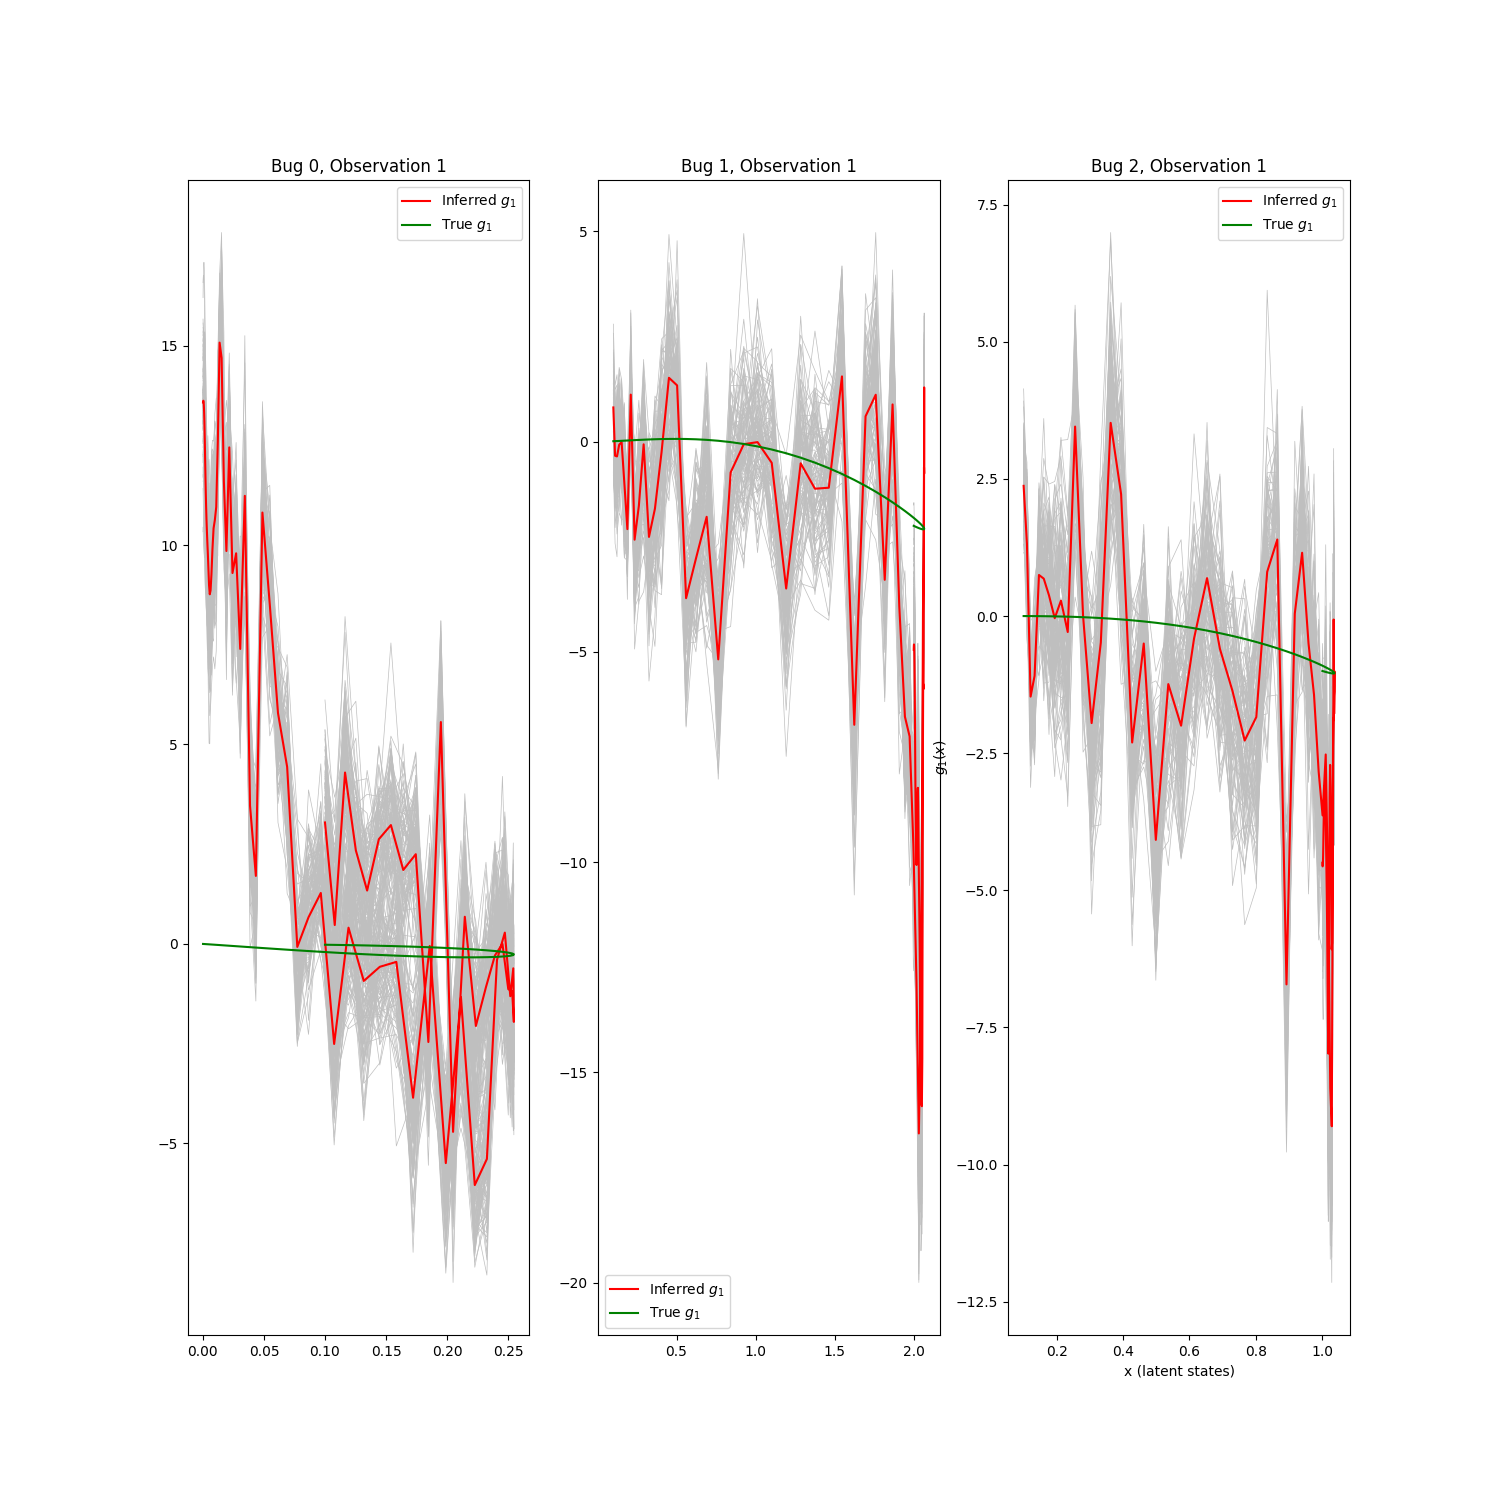 Bug 0, Observation 1
Inferred g₁
True g₁
15
10
5
0
−5
0.00 0.05 0.10 0.15 0.20 0.25
Bug 1, Observation 1
5
0
−5
−10
−15
−20
Inferred g₁
True g₁
0.5 1.0 1.5 2.0
Bug 2, Observation 1
Inferred g₁
True g₁
g₁(x)
7.5
5.0
2.5
0.0
−2.5
−5.0
−7.5
−10.0
−12.5
0.2 0.4 0.6 0.8 1.0
x (latent states)